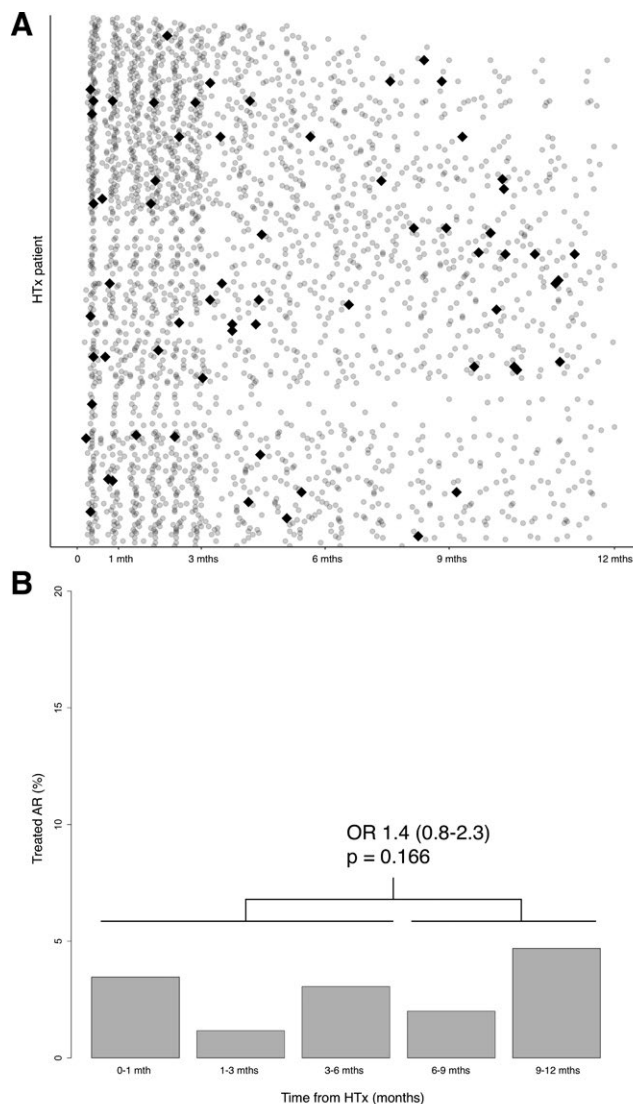 A
HTx patient
0
1 mth
3 mths
6 mths
9 mths
12 mths
B
20
15
10
5
0
Treated AR (%)
OR 1.4 (0.8-2.3)
p = 0.166
0-1 mth
1-3 mths
3-6 mths
6-9 mths
9-12 mths
Time from HTx (months)